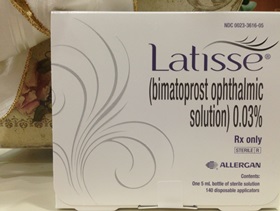 NDC 0023-3616-05
Latisse®
(bimatoprost ophthalmic
solution) 0.03%
Rx only
STERILE R
ALLERGAN
Contents:
One 5 mL bottle of sterile solution
140 disposable applicators